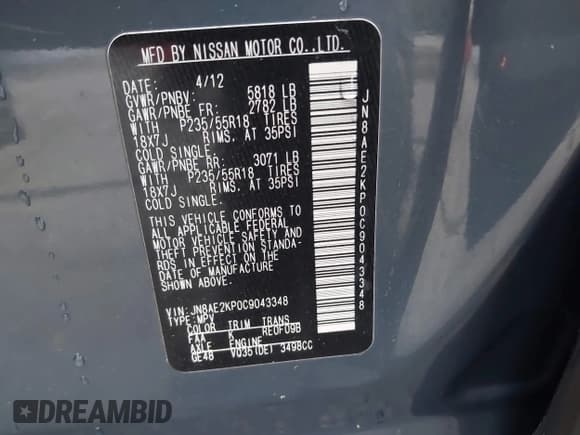 MFD BY NISSAN MOTOR CO.,LTD.
DATE: 4/12
GVWR/PNBV: 5818 LB
GAWR/PNBE FR: 2782 LB
WITH P235/55R18 TIRES
18X7J RIMS, AT 35PSI
COLD SINGLE.
GAWR/PNBE RR: 3071 LB
WITH P235/55R18 TIRES
18X7J RIMS, AT 35PSI
COLD SINGLE.
THIS VEHICLE CONFORMS TO
ALL APPLICABLE FEDERAL
MOTOR VEHICLE SAFETY AND
THEFT PREVENTION STANDA-
RDS IN EFFECT ON THE
DATE OF MANUFACTURE
SHOWN ABOVE.
VIN: JN8AE2KP0C9043348
TYPE: MPV
COLOR TRIM TRANS
FAA K RE0F09B
AXLE ENGINE
GE48 VQ35(DE) 3498CC
JN8AE2KP0C9043348
DREAMBID